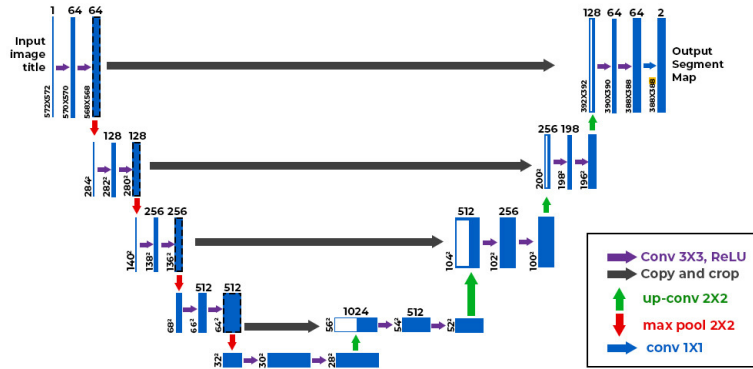 1 64 64
128 64 64 2
Input
image
title
Output
Segment
Map
572X572
570X570
568X568
392X392
390X390
388X388
388X388
128 128
256 198
284²
282²
280²
200²
198²
196²
256 256
512 256
140²
138²
136²
104²
102²
100²
512 512
1024 512
68²
66²
64²
56²
54²
52²
32²
30²
28²
Conv 3X3, ReLU
Copy and crop
up-conv 2X2
max pool 2X2
conv 1X1